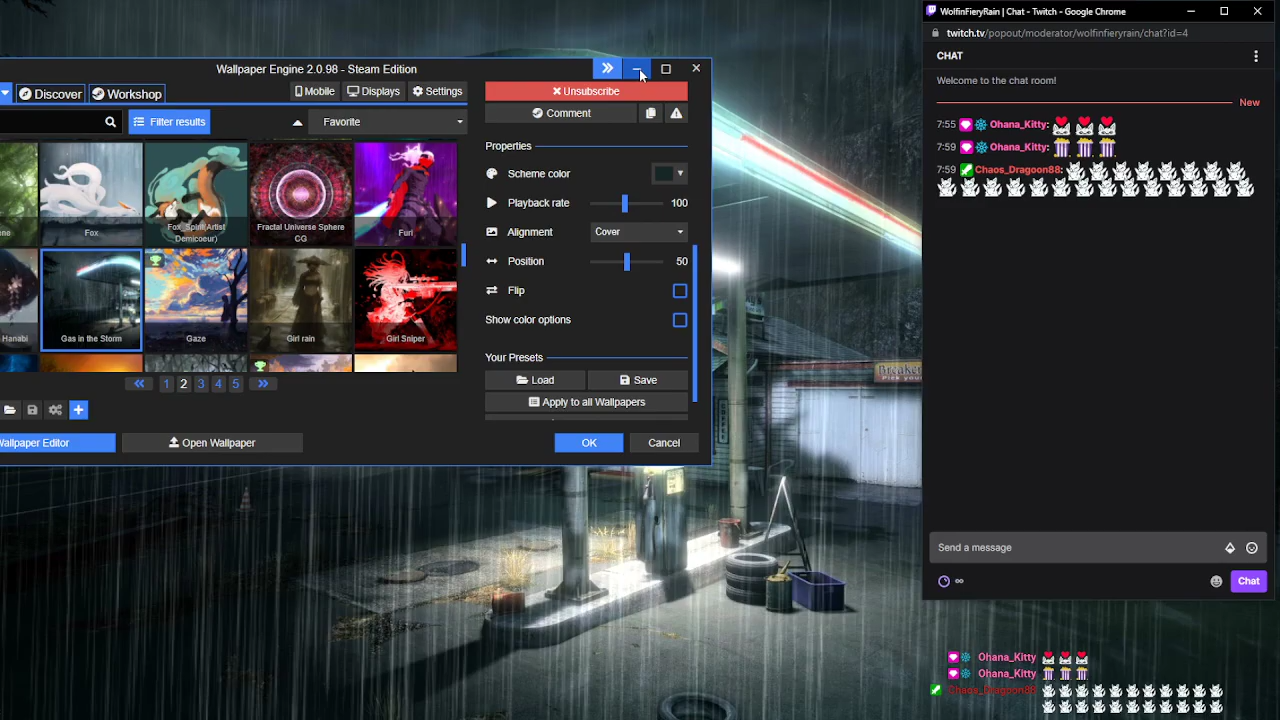 WolfinFieryRain | Chat - Twitch - Google Chrome
twitch.tv/popout/moderator/wolfinfieryrain/chat?id=4
CHAT
Welcome to the chat room!
New
7:55 Ohana_Kitty:
7:59 Ohana_Kitty:
7:59 Chaos_Dragoon88:
Send a message
∞
Chat
Wallpaper Engine 2.0.98 - Steam Edition
Discover
Workshop
Mobile
Displays
Settings
Filter results
Favorite
Fox
Fox_Spirit(Artist
Demicoeur)
Fractal Universe Sphere
CG
Furi
Hanabi
Gas in the Storm
Gaze
Girl rain
Girl Sniper
1 2 3 4 5
Wallpaper Editor
Open Wallpaper
Unsubscribe
Comment
Properties
Scheme color
Playback rate 100
Alignment Cover
Position 50
Flip
Show color options
Your Presets
Load
Save
Apply to all Wallpapers
OK
Cancel
Breaker
Ohana_Kitty
Ohana_Kitty
Chaos_Dragoon88